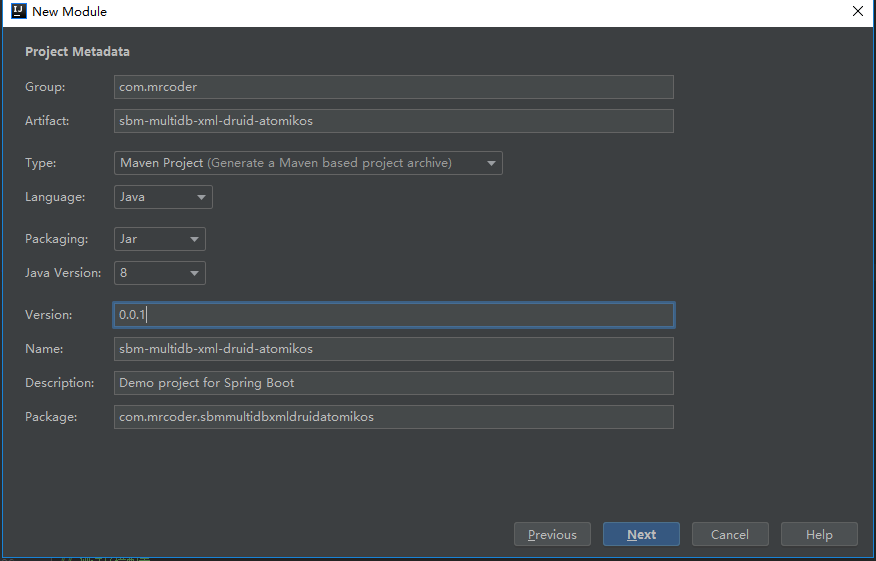 New Module
Project Metadata
Group: com.mrcoder
Artifact: sbm-multidb-xml-druid-atomikos
Type: Maven Project (Generate a Maven based project archive)
Language: Java
Packaging: Jar
Java Version: 8
Version: 0.0.1
Name: sbm-multidb-xml-druid-atomikos
Description: Demo project for Spring Boot
Package: com.mrcoder.sbmmultidbxmldruidatomikos
Previous Next Cancel Help